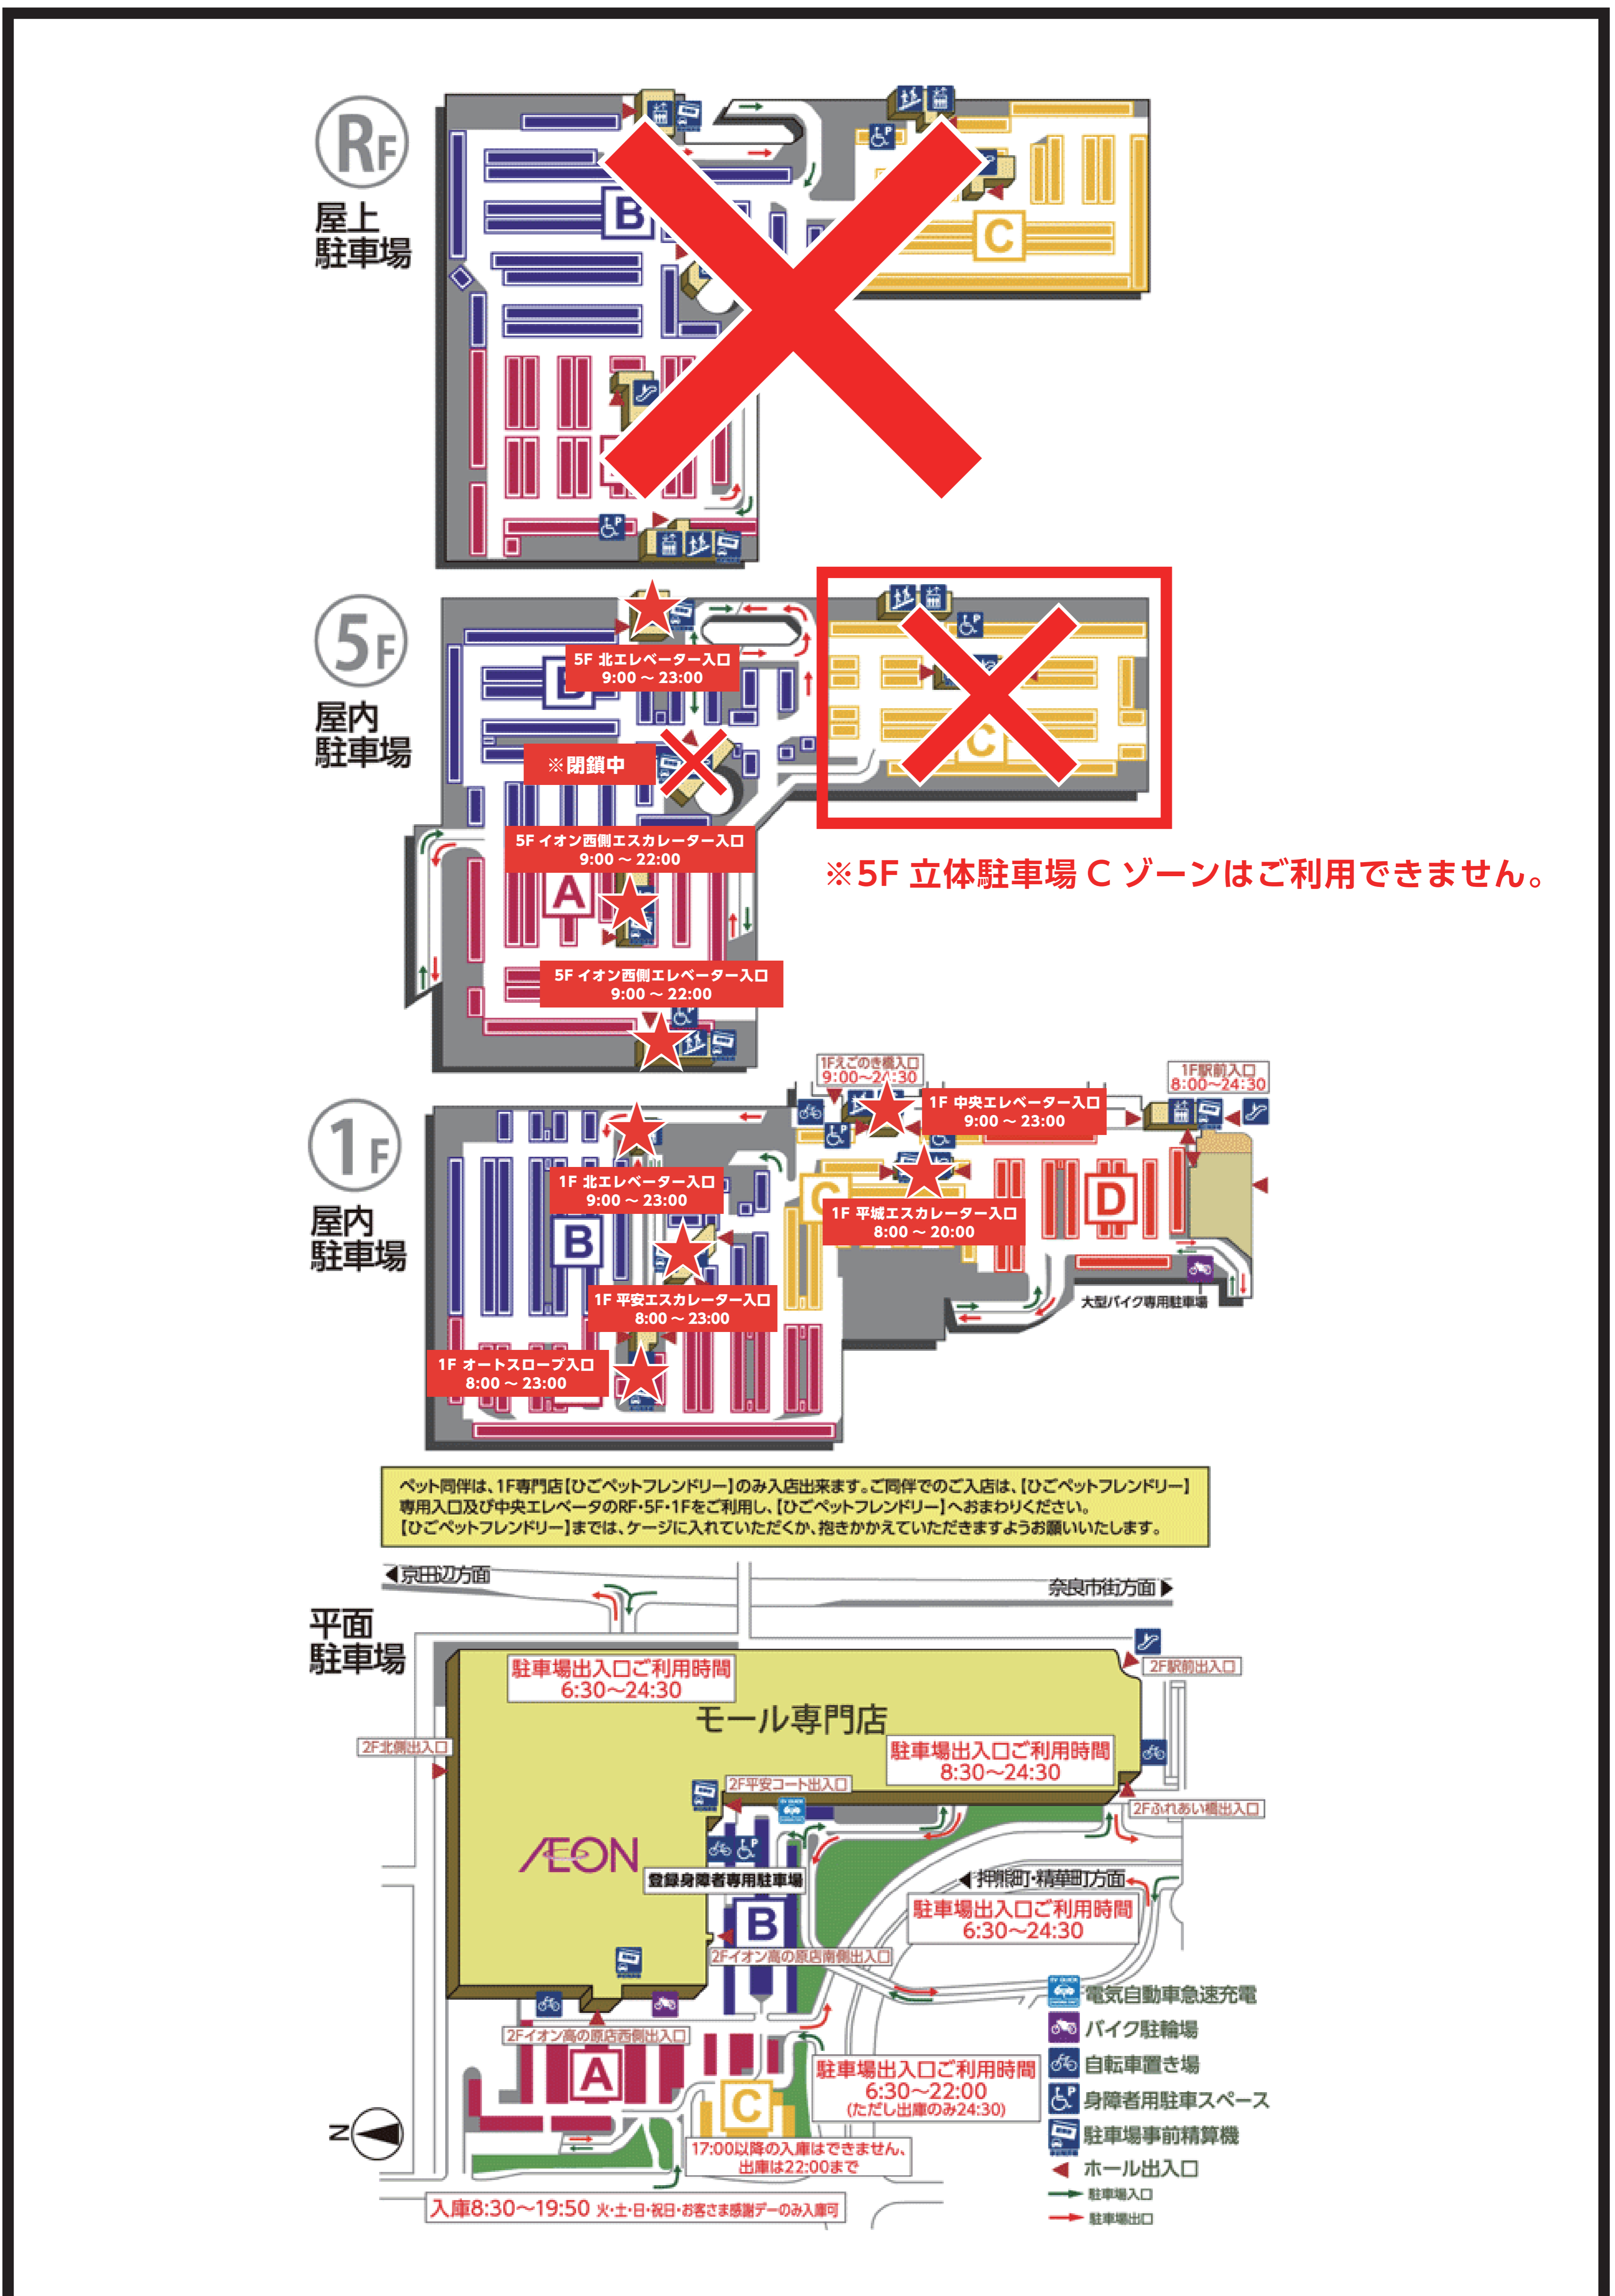 RF
屋上
駐車場
B
C
5F
屋内
駐車場
5F 北エレベーター入口
9:00 ～ 23:00
※閉鎖中
5F イオン西側エスカレーター入口
9:00 ～ 22:00
A
C
※5F 立体駐車場 C ゾーンはご利用できません。
5F イオン西側エレベーター入口
9:00 ～ 22:00
1F
屋内
駐車場
1Fえごのき橋入口
9:00～24:30
1F駅前入口
8:00～24:30
1F 中央エレベーター入口
9:00 ～ 23:00
1F 北エレベーター入口
9:00 ～ 23:00
B
C
D
1F 平城エスカレーター入口
8:00 ～ 20:00
1F 平安エスカレーター入口
8:00 ～ 23:00
大型バイク専用駐車場
1F オートスロープ入口
8:00 ～ 23:00
ペット同伴は、1F専門店【ひごペットフレンドリー】のみ入店出来ます。ご同伴でのご入店は、【ひごペットフレンドリー】
専用入口及び中央エレベータのRF・5F・1Fをご利用し、【ひごペットフレンドリー】へおまわりください。
【ひごペットフレンドリー】までは、ケージに入れていただくか、抱きかかえていただきますようお願いいたします。
◀京田辺方面
奈良市街方面▶
平面
駐車場
駐車場出入口ご利用時間
6:30～24:30
2F駅前出入口
モール専門店
2F北側出入口
駐車場出入口ご利用時間
8:30～24:30
2F平安コート出入口
2Fふれあい橋出入口
ÆON
登録身障者専用駐車場
◀押熊町・精華町方面
駐車場出入口ご利用時間
6:30～24:30
B
2Fイオン高の原店南側出入口
2Fイオン高の原店西側出入口
A
C
駐車場出入口ご利用時間
6:30～22:00
(ただし出庫のみ24:30)
17:00以降の入庫はできません、
出庫は22:00まで
入庫8:30～19:50 火・土・日・祝日・お客さま感謝デーのみ入庫可
N
EV QUICK
電気自動車急速充電
バイク駐輪場
自転車置き場
P
身障者用駐車スペース
駐車場事前精算機
ホール出入口
駐車場入口
駐車場出口